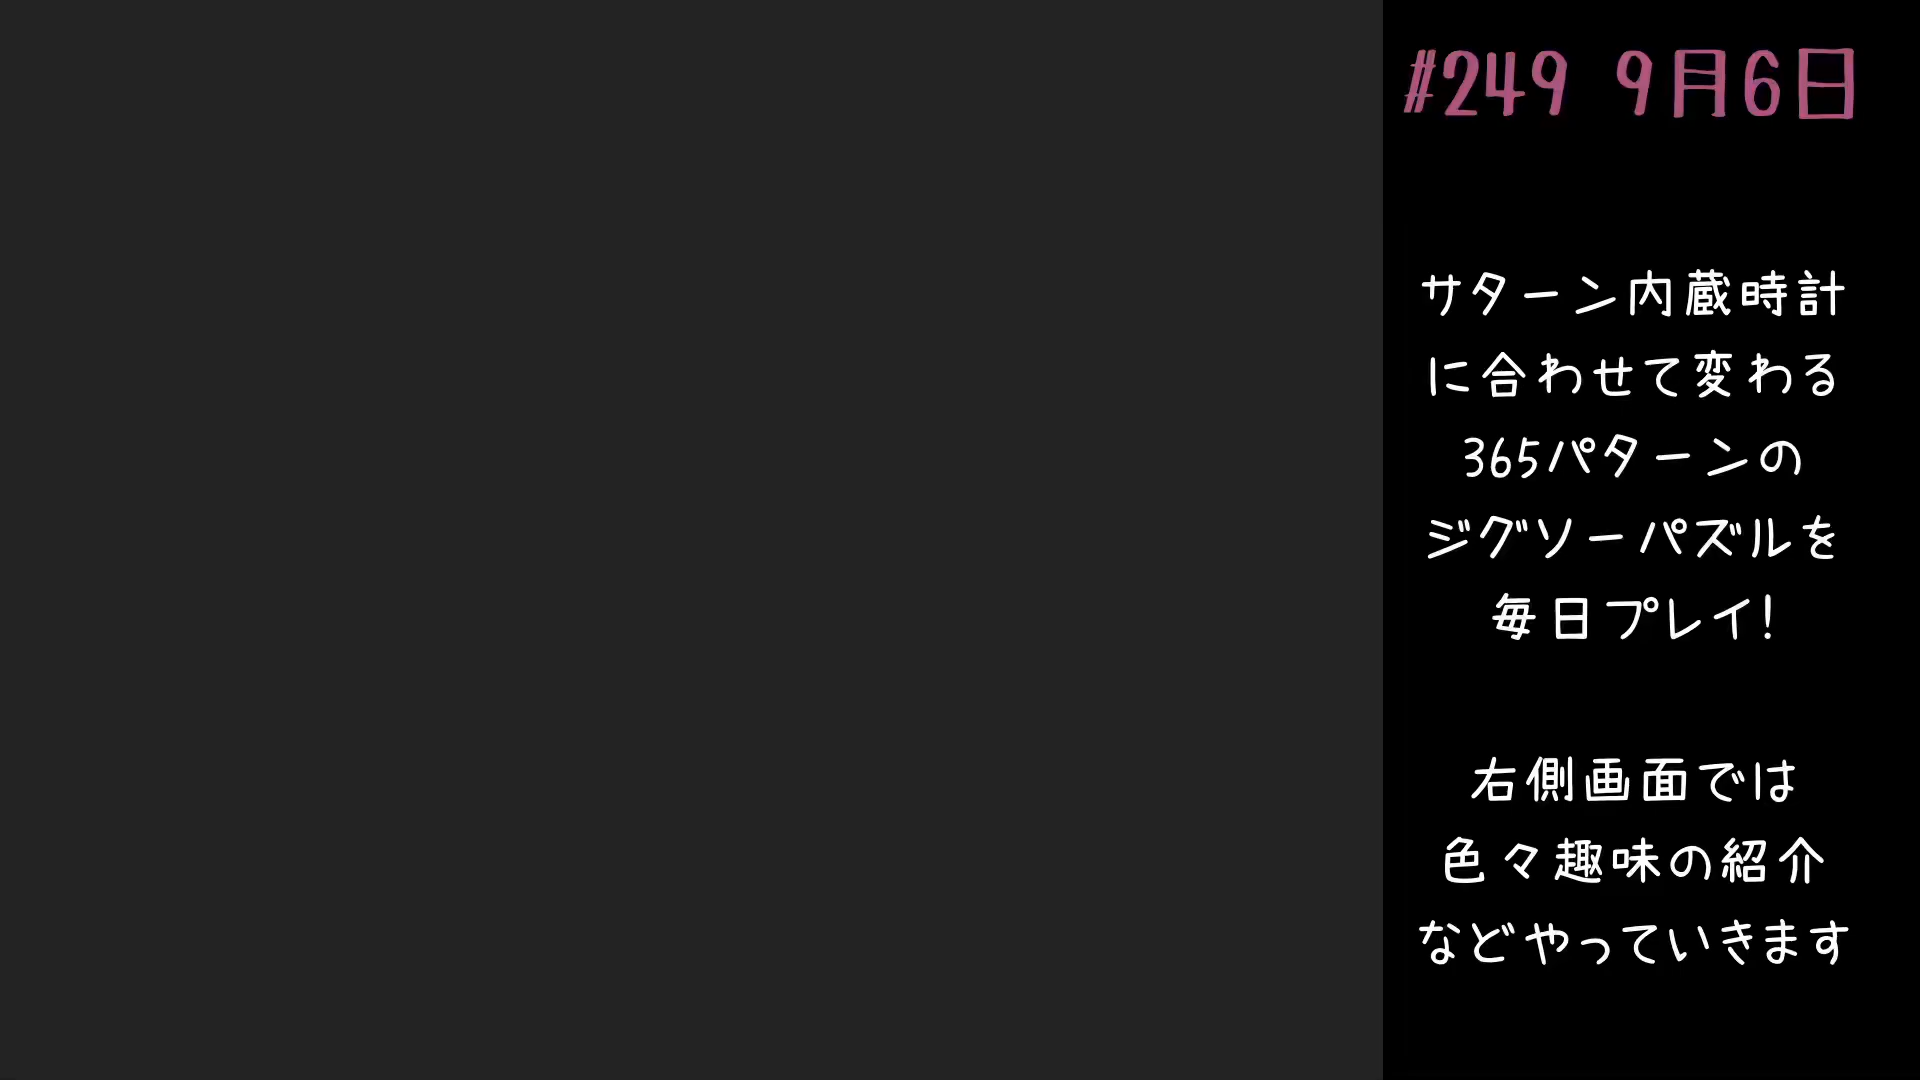 #249 9月6日
サターン内蔵時計
に合わせて変わる
365パターンの
ジグソーパズルを
毎日プレイ!
右側画面では
色々趣味の紹介
などやっていきます